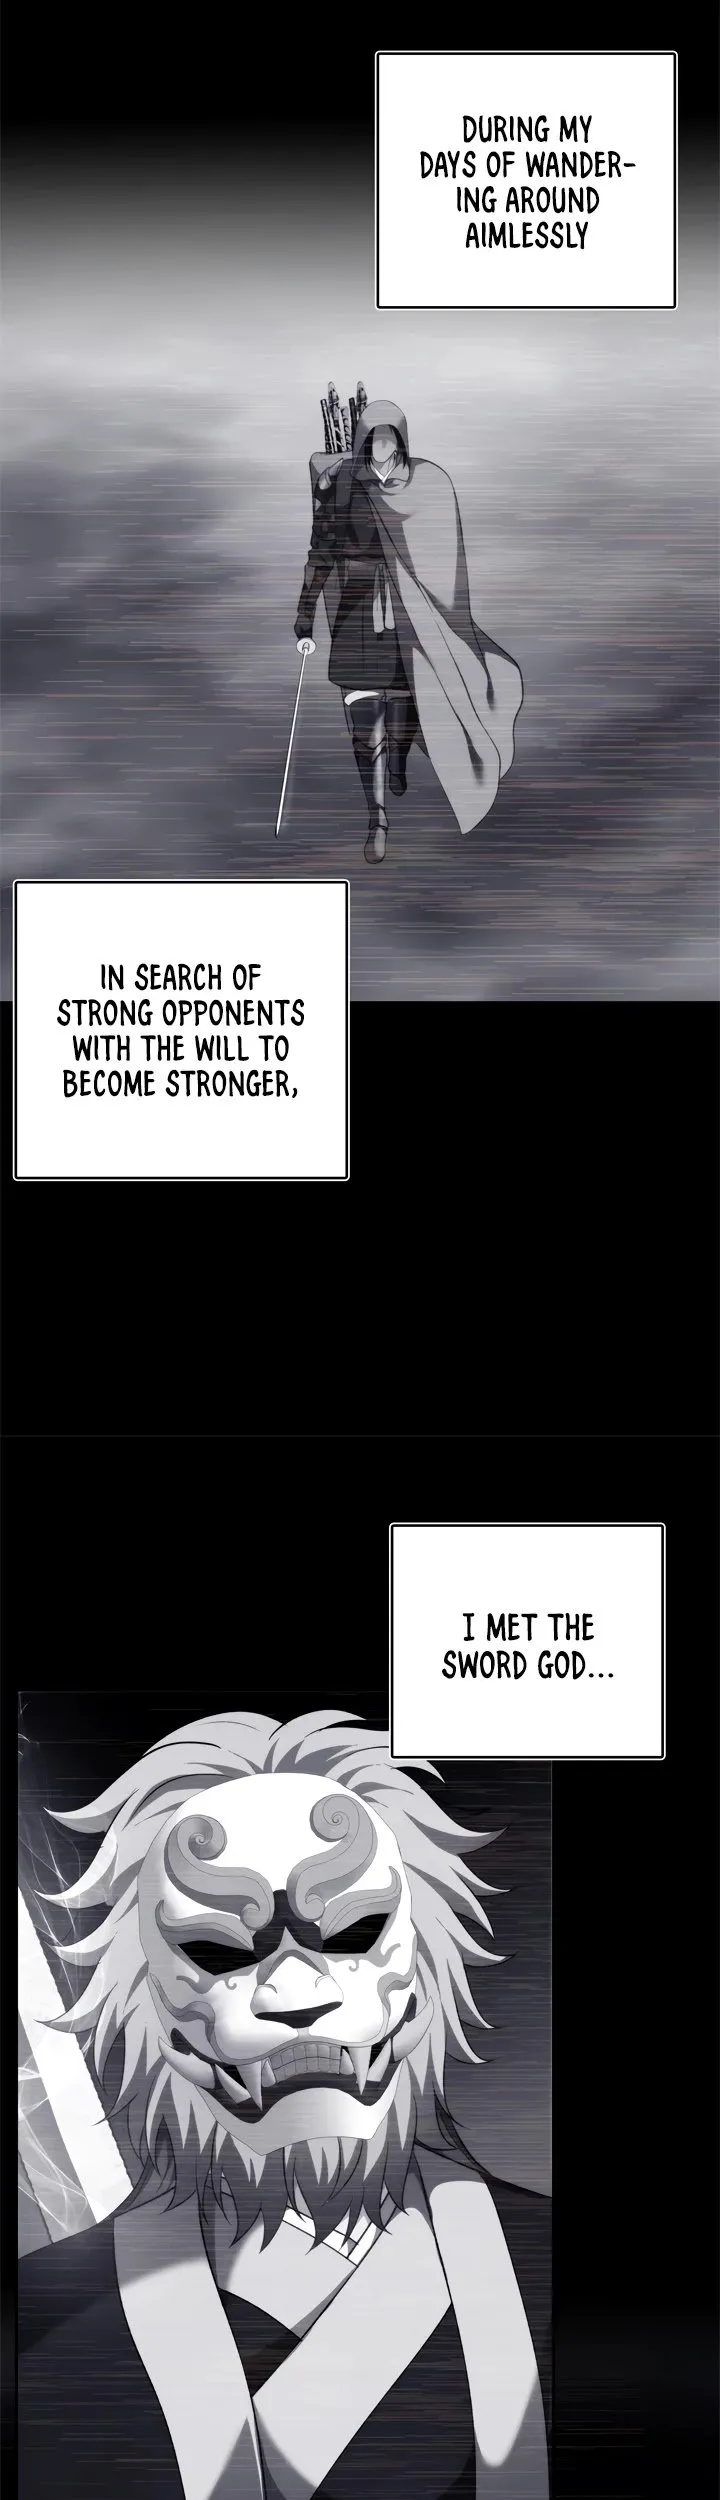 DURING MY
DAYS OF WANDER-
ING AROUND
AIMLESSLY
IN SEARCH OF
STRONG OPPONENTS
WITH THE WILL TO
BECOME STRONGER,
I MET THE
SWORD GOD...